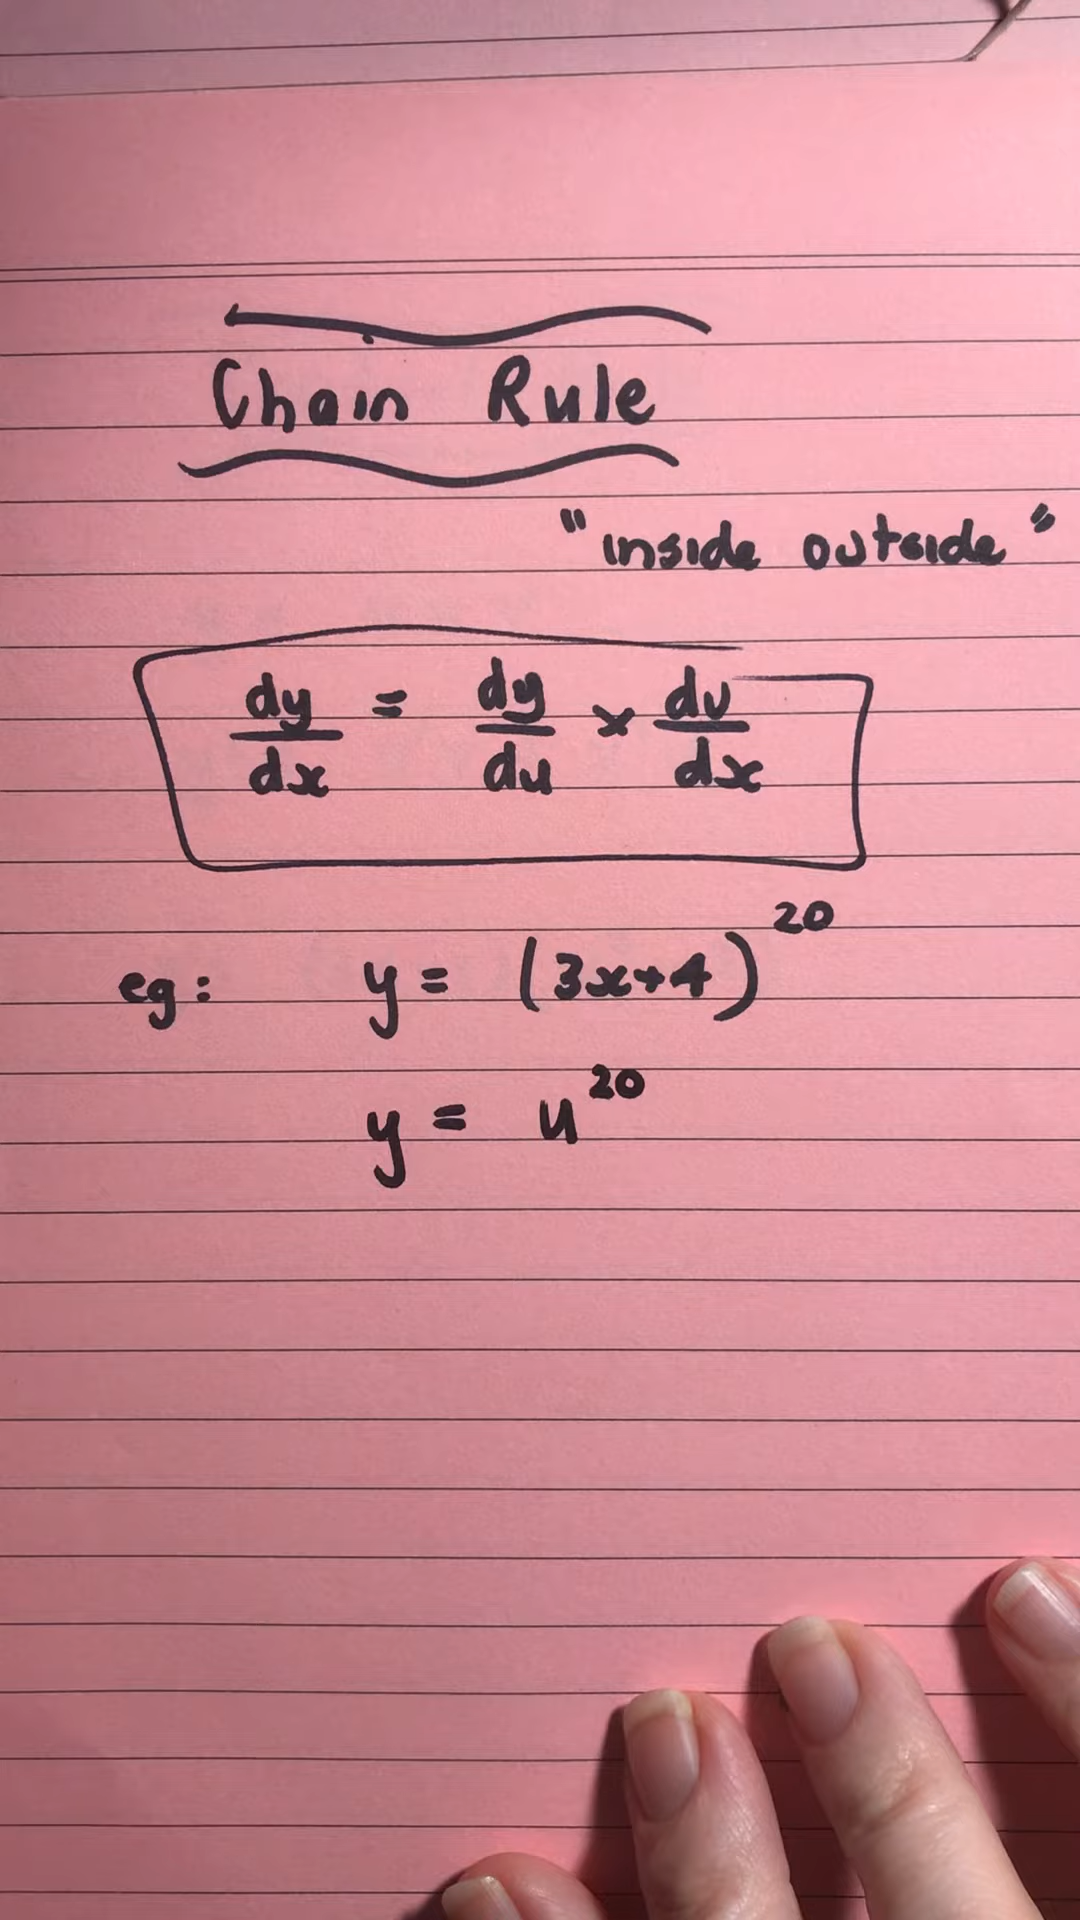 Chain Rule
"inside outside"
dy/dx = dy/du × du/dx
eg: y = (3x+4)^20
y = u^20